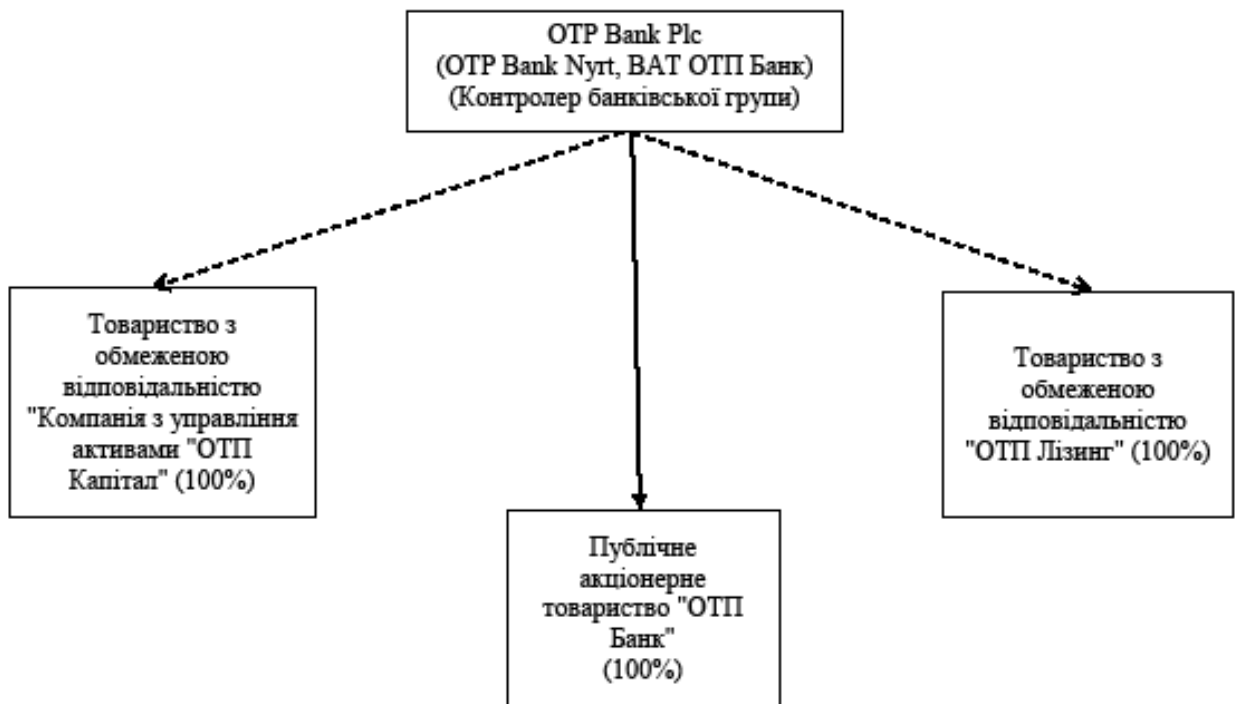 OTP Bank Plc
(OTP Bank Nyrt, ВАТ ОТП Банк)
(Контролер банківської групи)
Товариство з
обмеженою
відповідальністю
"Компанія з управління
активами "ОТП
Капітал" (100%)
Публічне
акціонерне
товариство "ОТП
Банк"
(100%)
Товариство з
обмеженою
відповідальністю
"ОТП Лізинг" (100%)